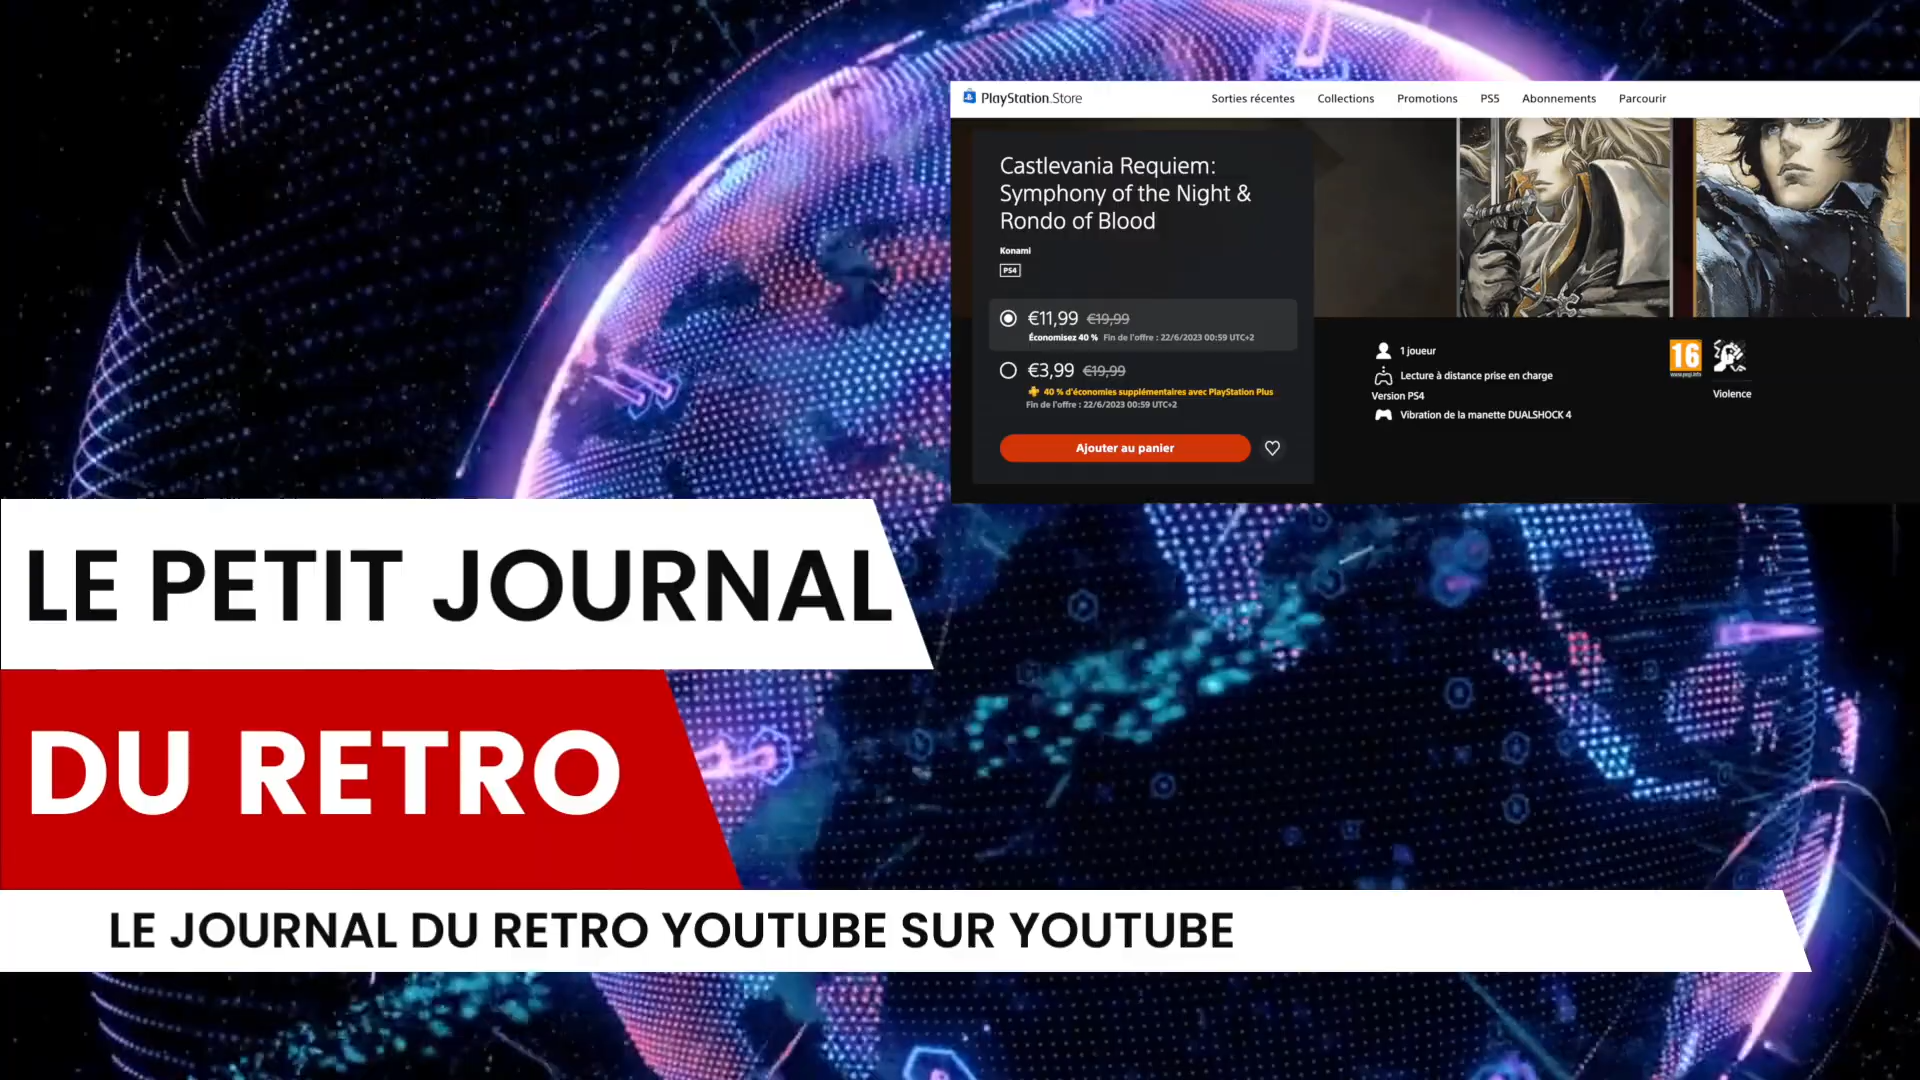 PlayStation Store
Sorties récentes
Collections
Promotions
PS5
Abonnements
Parcourir
Castlevania Requiem:
Symphony of the Night &
Rondo of Blood
Konami
PS4
€11,99 €19,99
Économisez 40 % Fin de l'offre : 22/6/2023 00:59 UTC+2
€3,99 €19,99
40 % d'économies supplémentaires avec PlayStation Plus
Fin de l'offre : 22/6/2023 00:59 UTC+2
Ajouter au panier
1 joueur
Lecture à distance prise en charge
Version PS4
Vibration de la manette DUALSHOCK 4
16
www.pegi.info
Violence
LE PETIT JOURNAL
DU RETRO
LE JOURNAL DU RETRO YOUTUBE SUR YOUTUBE